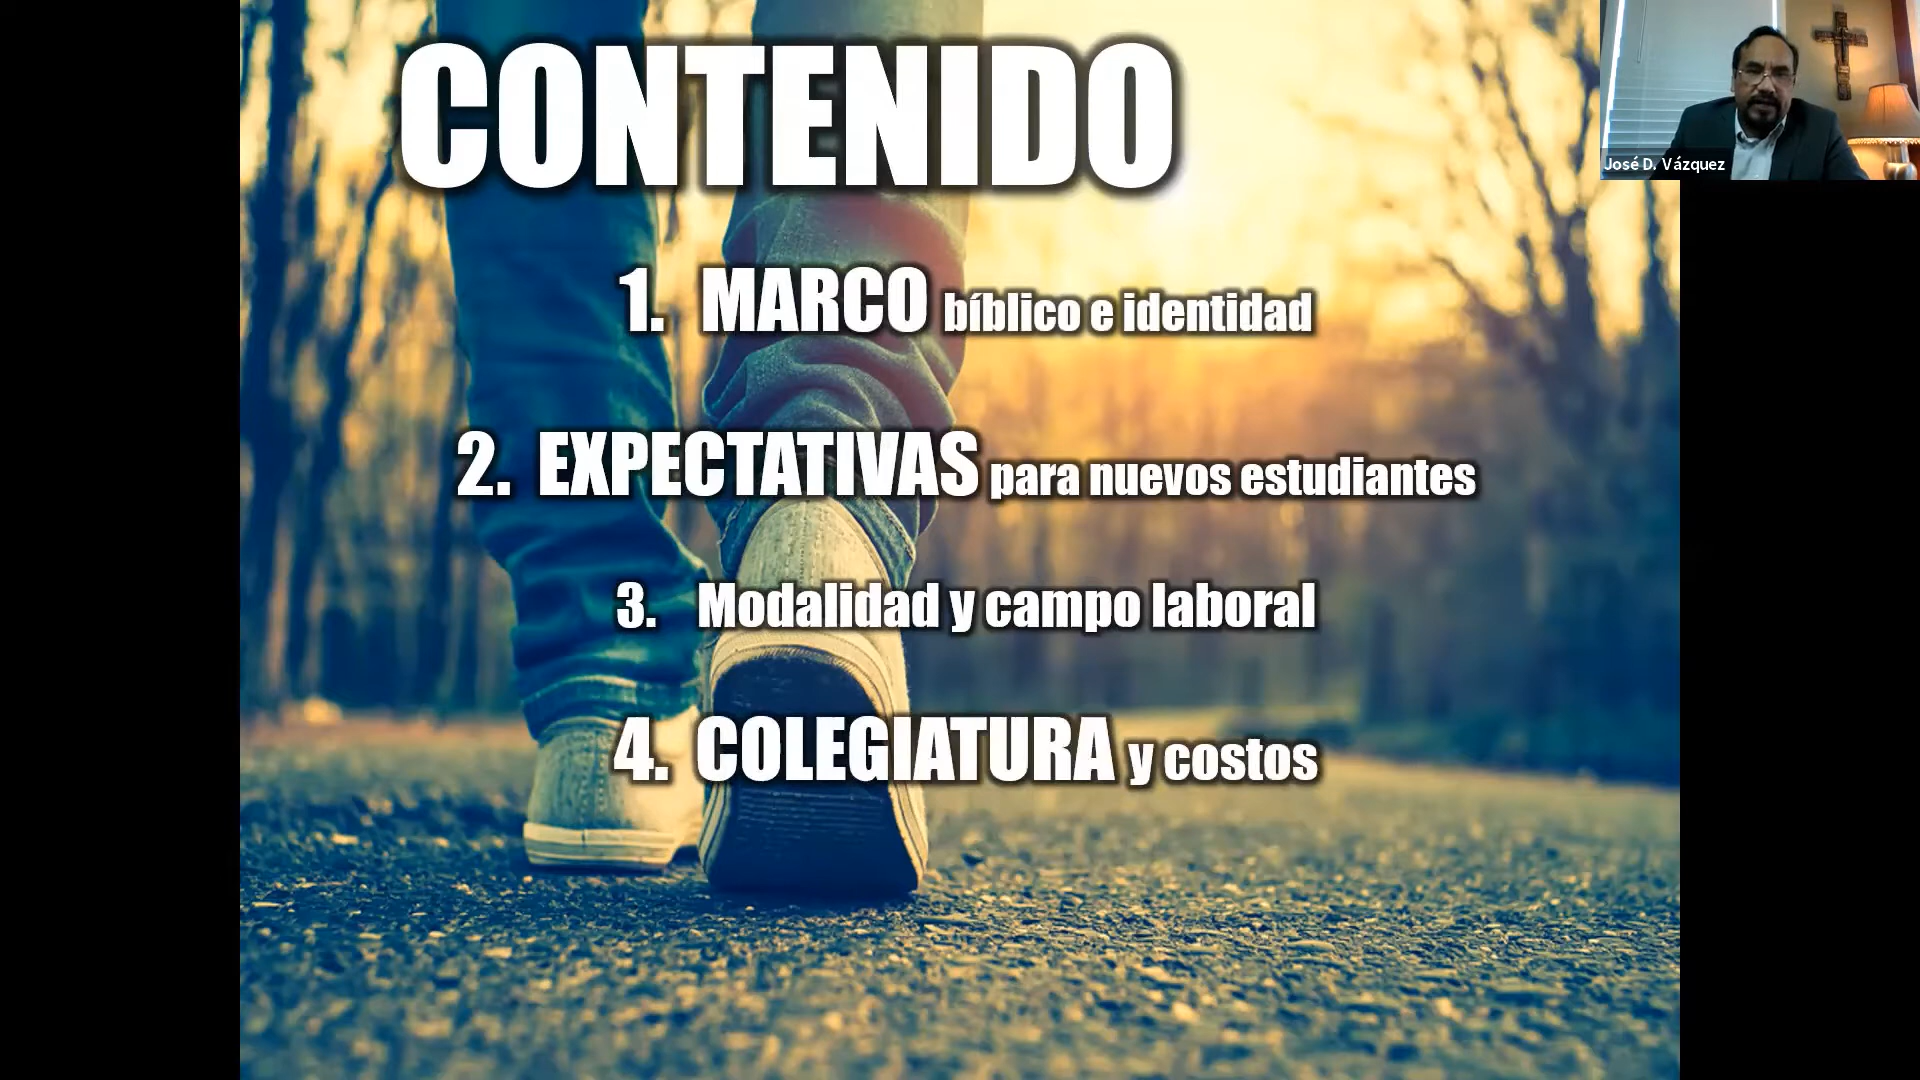 CONTENIDO
José D. Vázquez
1. MARCO bíblico e identidad
2. EXPECTATIVAS para nuevos estudiantes
3. Modalidad y campo laboral
4. COLEGIATURA y costos